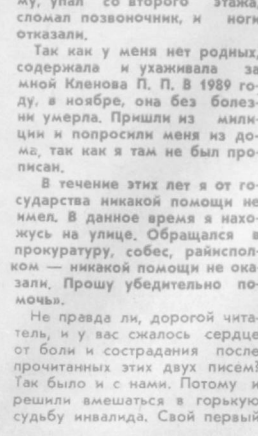 му, упал со второго этажа,
сломал позвоночник, и ноги
отказали.
Так как у меня нет родных,
содержала и ухаживала за
мной Кленова П. П. В 1989 го-
ду, в ноябре, она без болез-
ни умерла. Пришли из мили-
ции и попросили меня из до-
ма, так как я там не был про-
писан.
В течение этих лет я от го-
сударства никакой помощи не
имел. В данное время я нахо-
жусь на улице. Обращался в
прокуратуру, собес, райиспол-
ком — никакой помощи не ока-
зали. Прошу убедительно по-
мочь».
Не правда ли, дорогой чита-
тель, и у вас сжалось сердце
от боли и сострадания после
прочитанных этих двух писем?
Так было и с нами. Потому и
решили вмешаться в горькую
судьбу инвалида. Свой первый